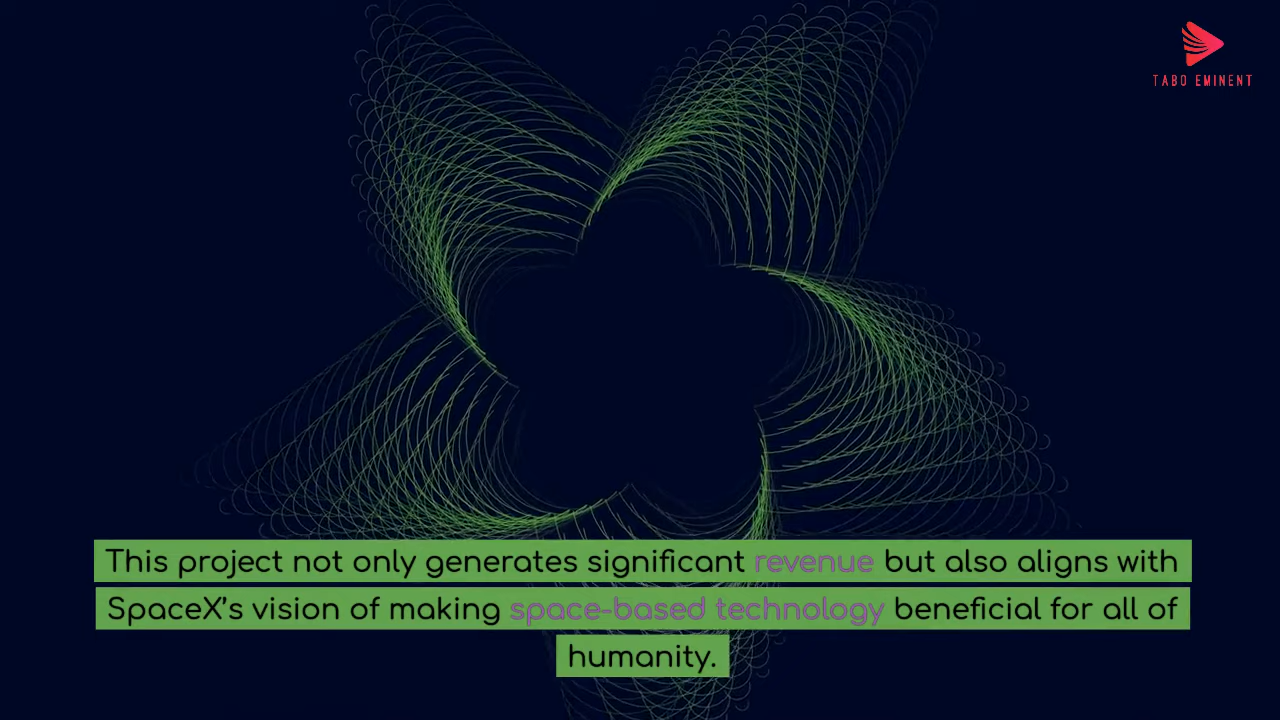 TABO EMINENT
This project not only generates significant revenue but also aligns with
SpaceX's vision of making space-based technology beneficial for all of
humanity.